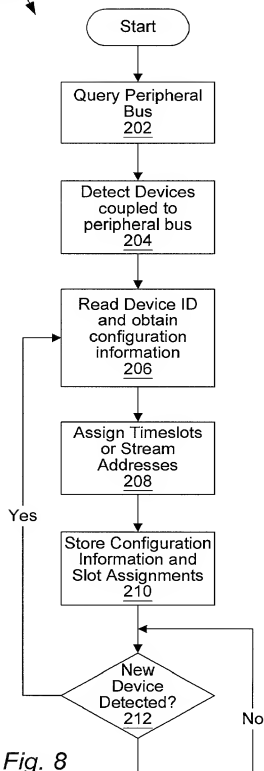 Start
Query Peripheral
Bus
202
Detect Devices
coupled to
peripheral bus
204
Read Device ID
and obtain
configuration
information
206
Assign Timeslots
or Stream
Addresses
208
Yes
Store Configuration
Information and
Slot Assignments
210
New
Device
Detected?
212
No
Fig. 8